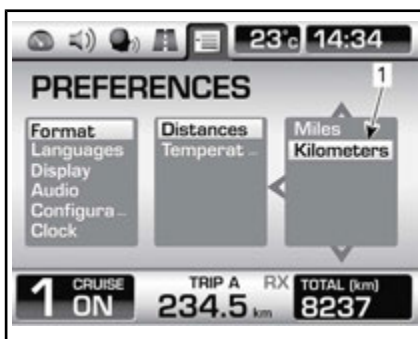 23°c 14:34
PREFERENCES
1
Format Distances Miles
Languages Temperat... Kilometers
Display
Audio
Configura...
Clock
1 CRUISE ON TRIP A 234.5 km RX TOTAL (km) 8237